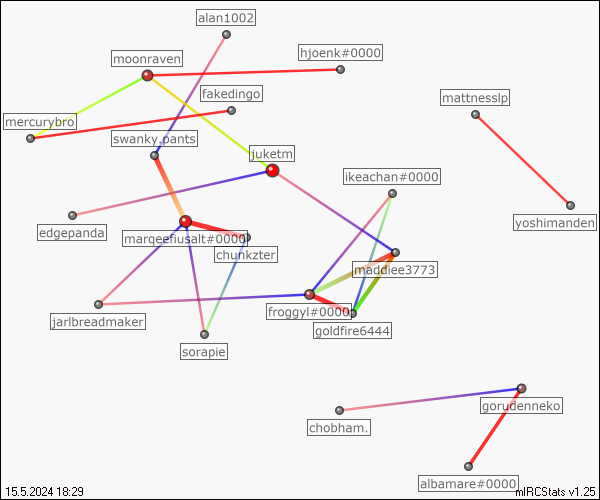 alan1002
hjoenk#0000
moonraven
fakedingo
mattnesslp
mercurybro
swanky.pants
juketm
ikeachan#0000
yoshimanden
edgepanda
marqeefiusalt#0000
chunkzter
maddiee3773
froggyl#0000
jarlbreadmaker
goldfire6444
sorapie
gorudenneko
chobham.
albamare#0000
15.5.2024 18:29
mIRCStats v1.25